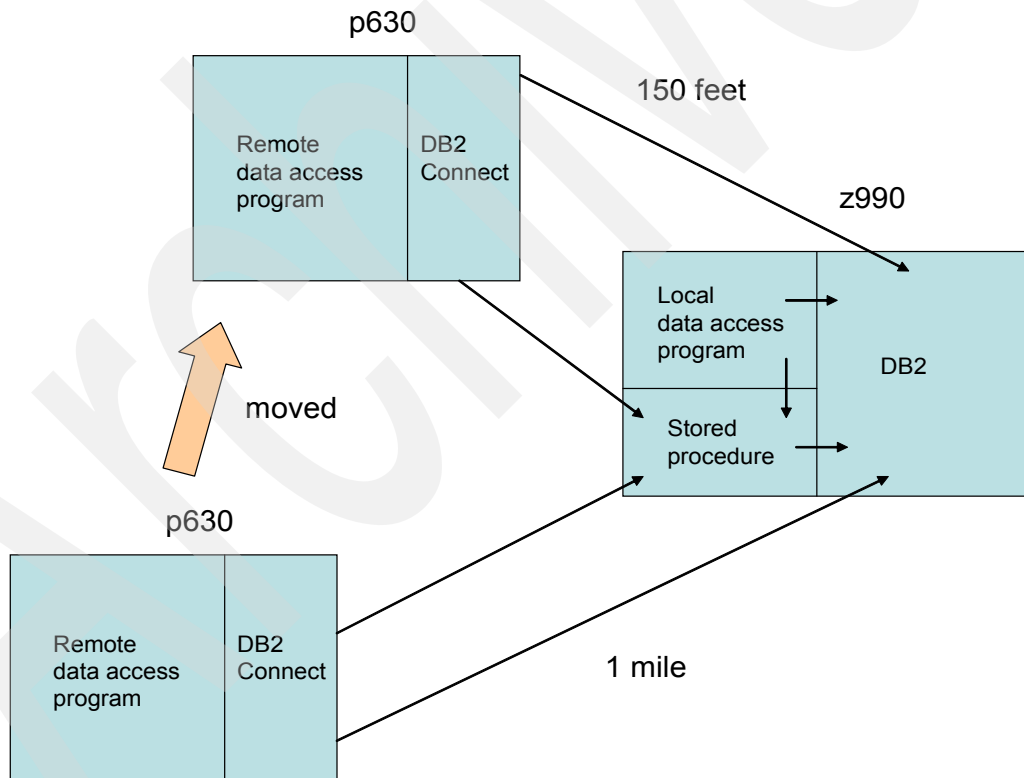 p630
Remote
data access
program
DB2
Connect
150 feet
z990
Local
data access
program
DB2
Stored
procedure
moved
p630
Remote
data access
program
DB2
Connect
1 mile